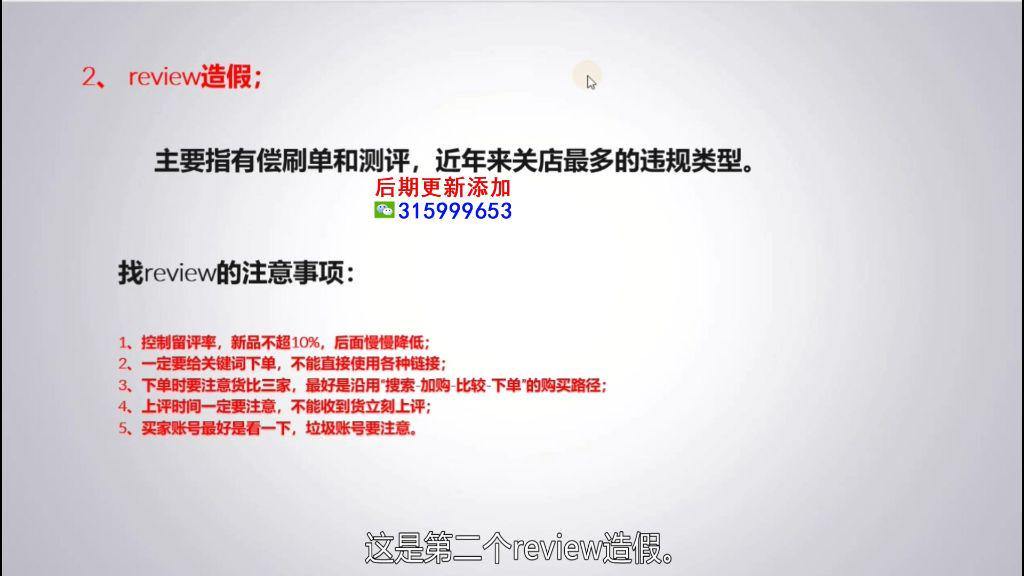 2、 review造假；
主要指有偿刷单和测评，近年来关店最多的违规类型。
后期更新添加
315999653
找review的注意事项：
1、控制留评率，新品不超10%，后面慢慢降低；
2、一定要给关键词下单，不能直接使用各种链接；
3、下单时要注意货比三家，最好是沿用“搜索-加购-比较-下单”的购买路径；
4、上评时间一定要注意，不能收到货立刻上评；
5、买家账号最好是看一下，垃圾账号要注意。
这是第二个review造假。